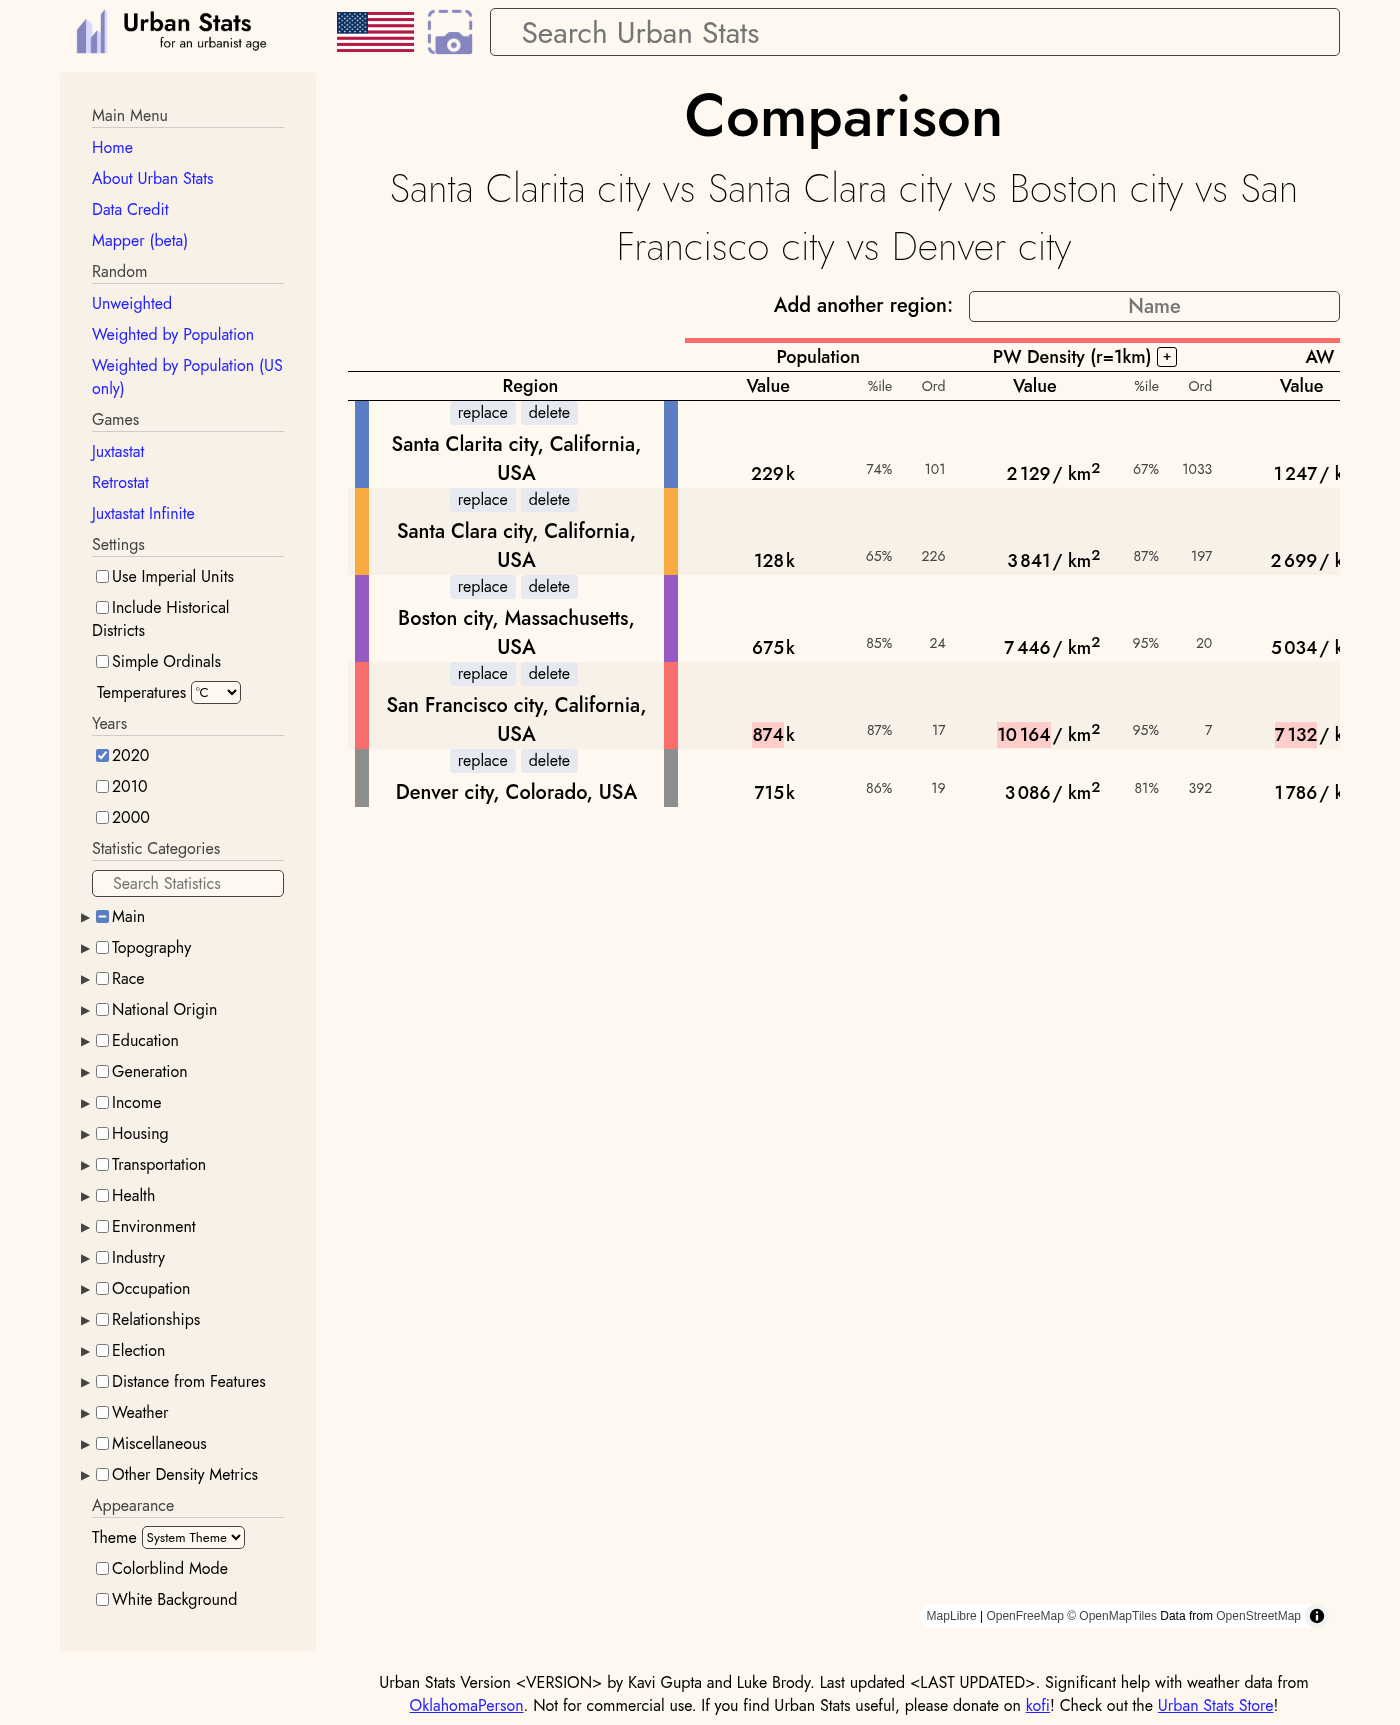 Urban Stats
for an urbanist age
Search Urban Stats
Main Menu
Home
About Urban Stats
Data Credit
Mapper (beta)
Random
Unweighted
Weighted by Population
Weighted by Population (US
only)
Games
Juxtastat
Retrostat
Juxtastat Infinite
Settings
Use Imperial Units
Include Historical
Districts
Simple Ordinals
Temperatures °C
Years
2020
2010
2000
Statistic Categories
Search Statistics
Main
Topography
Race
National Origin
Education
Generation
Income
Housing
Transportation
Health
Environment
Industry
Occupation
Relationships
Election
Distance from Features
Weather
Miscellaneous
Other Density Metrics
Appearance
Theme System Theme
Colorblind Mode
White Background
Comparison
Santa Clarita city vs Santa Clara city vs Boston city vs San
Francisco city vs Denver city
Add another region: Name
Population PW Density (r=1km) + AW
Region Value %ile Ord Value %ile Ord Value
replace delete
Santa Clarita city, California,
USA 229k 74% 101 2 129/ km² 67% 1033 1 247/ k
replace delete
Santa Clara city, California,
USA 128k 65% 226 3 841/ km² 87% 197 2 699/ k
replace delete
Boston city, Massachusetts,
USA 675k 85% 24 7 446/ km² 95% 20 5 034/ k
replace delete
San Francisco city, California,
USA 874k 87% 17 10 164/ km² 95% 7 7 132/ k
replace delete
Denver city, Colorado, USA 715k 86% 19 3 086/ km² 81% 392 1 786/ k
MapLibre | OpenFreeMap © OpenMapTiles Data from OpenStreetMap
Urban Stats Version <VERSION> by Kavi Gupta and Luke Brody. Last updated <LAST UPDATED>. Significant help with weather data from
OklahomaPerson. Not for commercial use. If you find Urban Stats useful, please donate on kofi! Check out the Urban Stats Store!